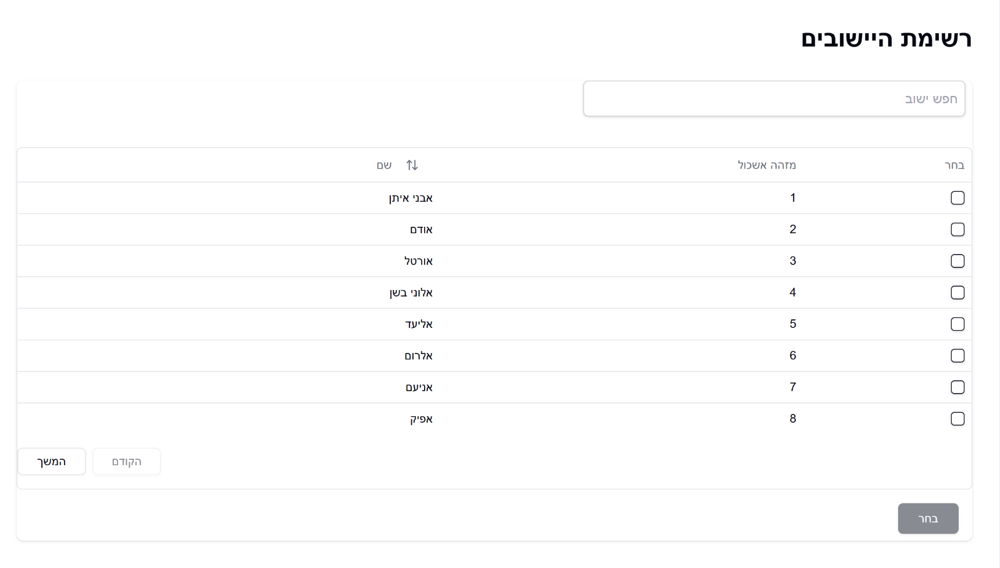 רשימת היישובים
חפש ישוב
בחר מזהה אשכול שם
1 אבני איתן
2 אודם
3 אורטל
4 אלוני בשן
5 אליעד
6 אלרום
7 אניעם
8 אפיק
הקודם המשך
בחר